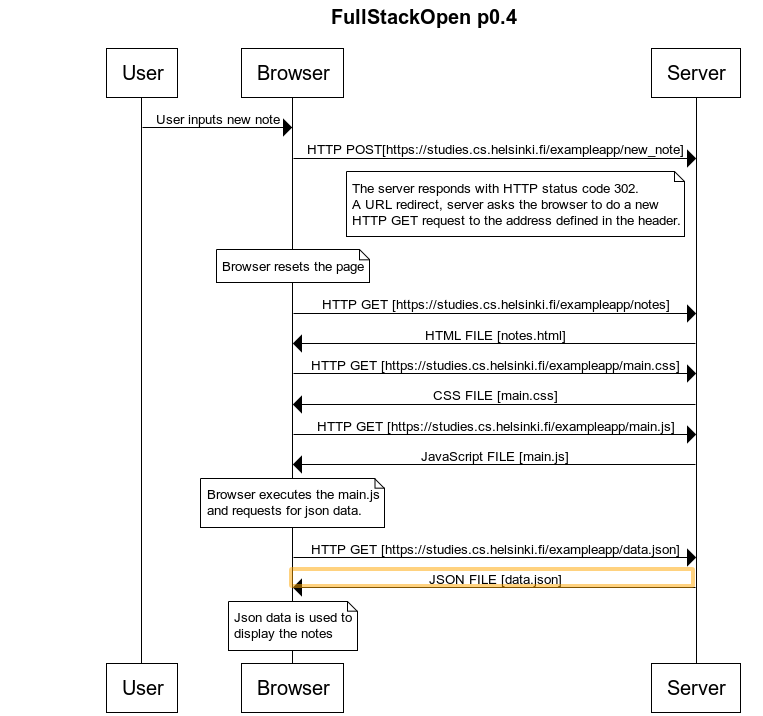 FullStackOpen p0.4
User
Browser
Server
User inputs new note
HTTP POST[https://studies.cs.helsinki.fi/exampleapp/new_note]
The server responds with HTTP status code 302.
A URL redirect, server asks the browser to do a new
HTTP GET request to the address defined in the header.
Browser resets the page
HTTP GET [https://studies.cs.helsinki.fi/exampleapp/notes]
HTML FILE [notes.html]
HTTP GET [https://studies.cs.helsinki.fi/exampleapp/main.css]
CSS FILE [main.css]
HTTP GET [https://studies.cs.helsinki.fi/exampleapp/main.js]
JavaScript FILE [main.js]
Browser executes the main.js
and requests for json data.
HTTP GET [https://studies.cs.helsinki.fi/exampleapp/data.json]
JSON FILE [data.json]
Json data is used to
display the notes
User
Browser
Server